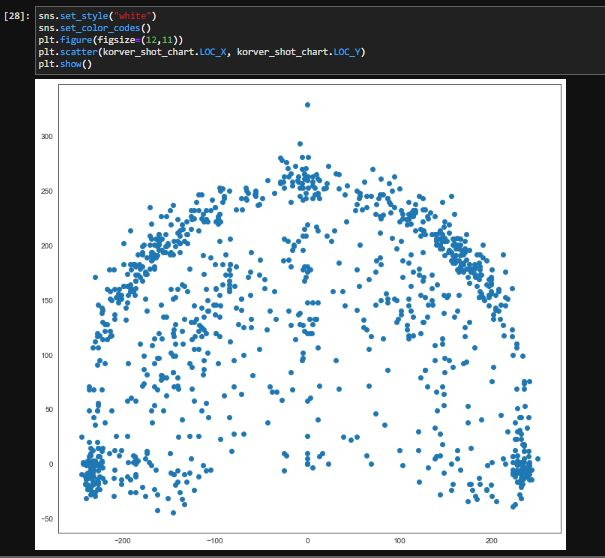 [28]: sns.set_style("white")
sns.set_color_codes()
plt.figure(figsize=(12,11))
plt.scatter(korver_shot_chart.LOC_X, korver_shot_chart.LOC_Y)
plt.show()
300
250
200
150
100
50
0
−50
−200 −100 0 100 200